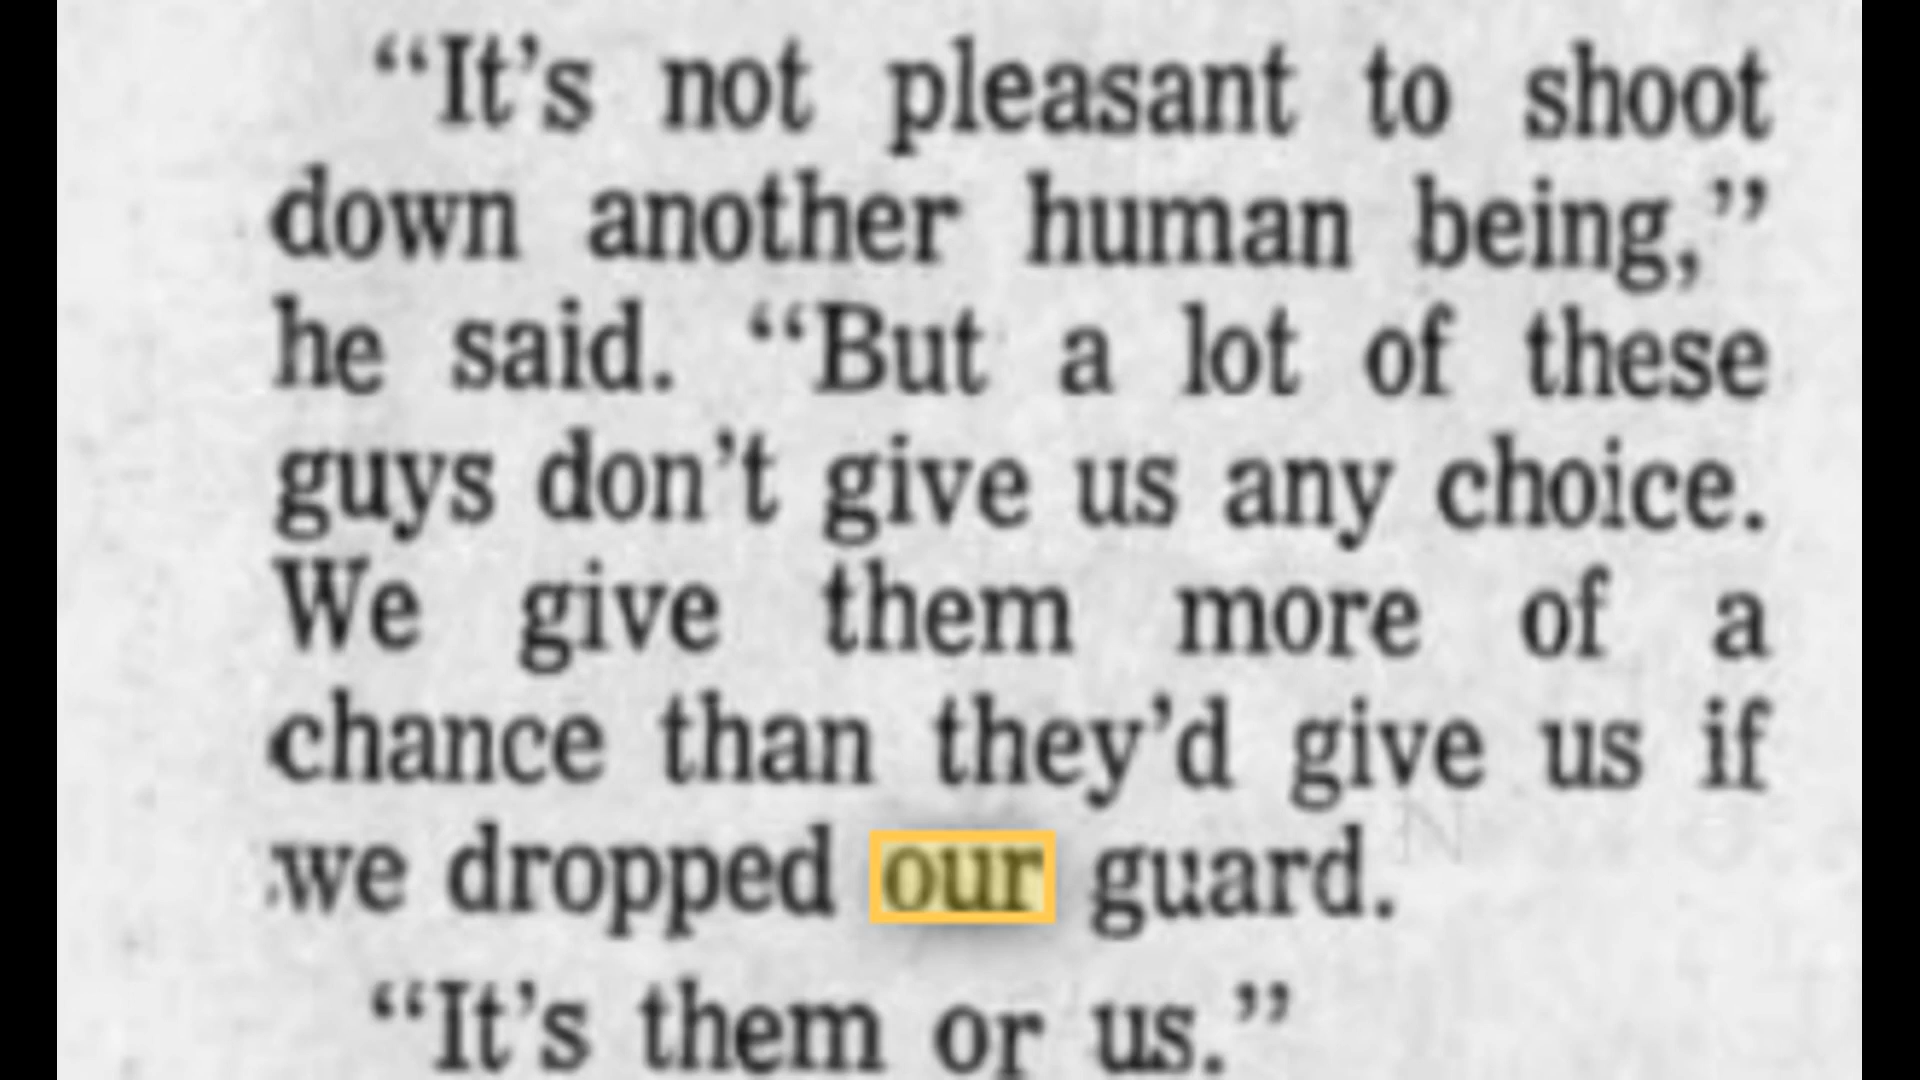 “It’s not pleasant to shoot
down another human being,”
he said. “But a lot of these
guys don’t give us any choice.
We give them more of a
chance than they’d give us if
we dropped our guard.
“It’s them or us.”